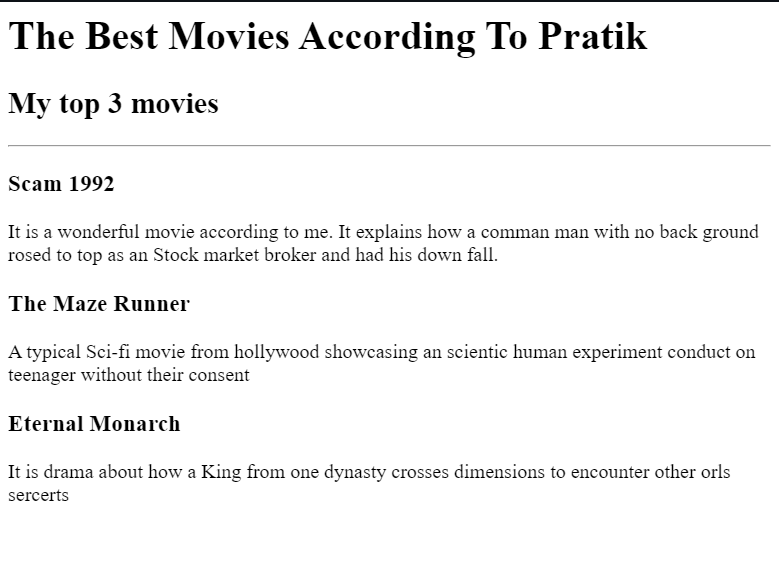 The Best Movies According To Pratik
My top 3 movies
Scam 1992
It is a wonderful movie according to me. It explains how a comman man with no back ground
rosed to top as an Stock market broker and had his down fall.
The Maze Runner
A typical Sci-fi movie from hollywood showcasing an scientic human experiment conduct on
teenager without their consent
Eternal Monarch
It is drama about how a King from one dynasty crosses dimensions to encounter other orls
sercerts